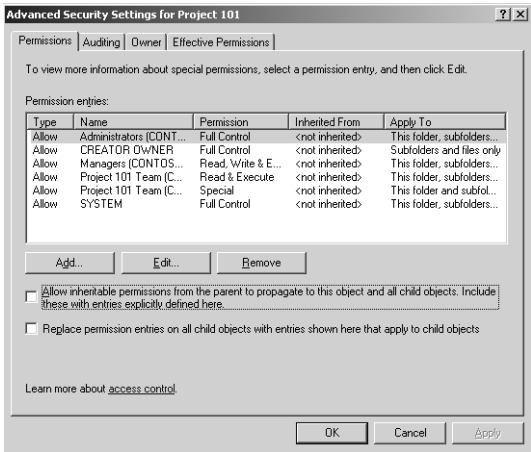 Advanced Security Settings for Project 101
Permissions Auditing Owner Effective Permissions
To view more information about special permissions, select a permission entry, and then click Edit.
Permission entries:
Type Name Permission Inherited From Apply To
Allow Administrators (CONT... Full Control <not inherited> This folder, subfolders...
Allow CREATOR OWNER Full Control <not inherited> Subfolders and files only
Allow Managers (CONTOS... Read, Write & E... <not inherited> This folder, subfolders...
Allow Project 101 Team (C... Read & Execute <not inherited> This folder, subfolders...
Allow Project 101 Team (C... Special <not inherited> This folder and subfol...
Allow SYSTEM Full Control <not inherited> This folder, subfolders...
Add... Edit... Remove
Allow inheritable permissions from the parent to propagate to this object and all child objects. Include
these with entries explicitly defined here.
Replace permission entries on all child objects with entries shown here that apply to child objects
Learn more about access control.
OK Cancel Apply